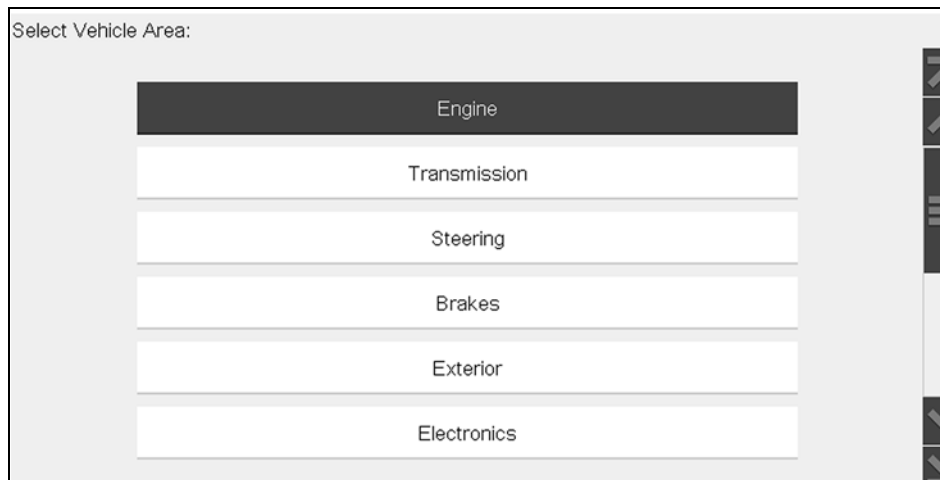 Select Vehicle Area:
Engine
Transmission
Steering
Brakes
Exterior
Electronics